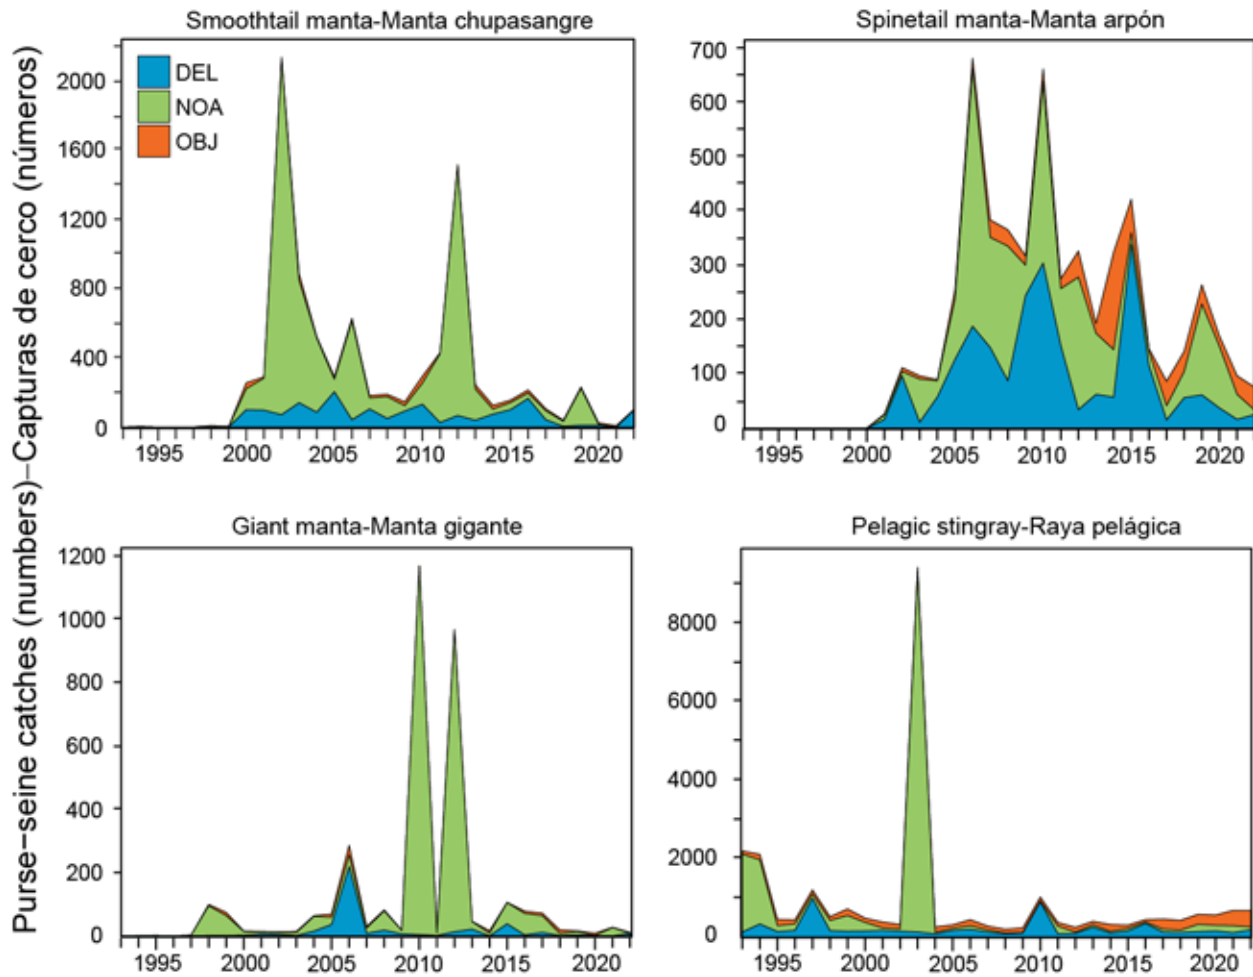 Purse-seine catches (numbers)-Capturas de cerco (números)
Smoothtail manta-Manta chupasangre
2000
1600
1200
800
400
0
DEL
NOA
OBJ
1995 2000 2005 2010 2015 2020
Spinetail manta-Manta arpón
700
600
500
400
300
200
100
0
1995 2000 2005 2010 2015 2020
Giant manta-Manta gigante
1200
1000
800
600
400
200
0
1995 2000 2005 2010 2015 2020
Pelagic stingray-Raya pelágica
8000
6000
4000
2000
0
1995 2000 2005 2010 2015 2020